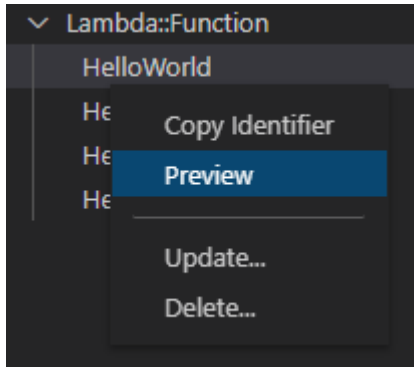 Lambda::Function
HelloWorld
He
Copy Identifier
He
Preview
He
Update...
Delete...